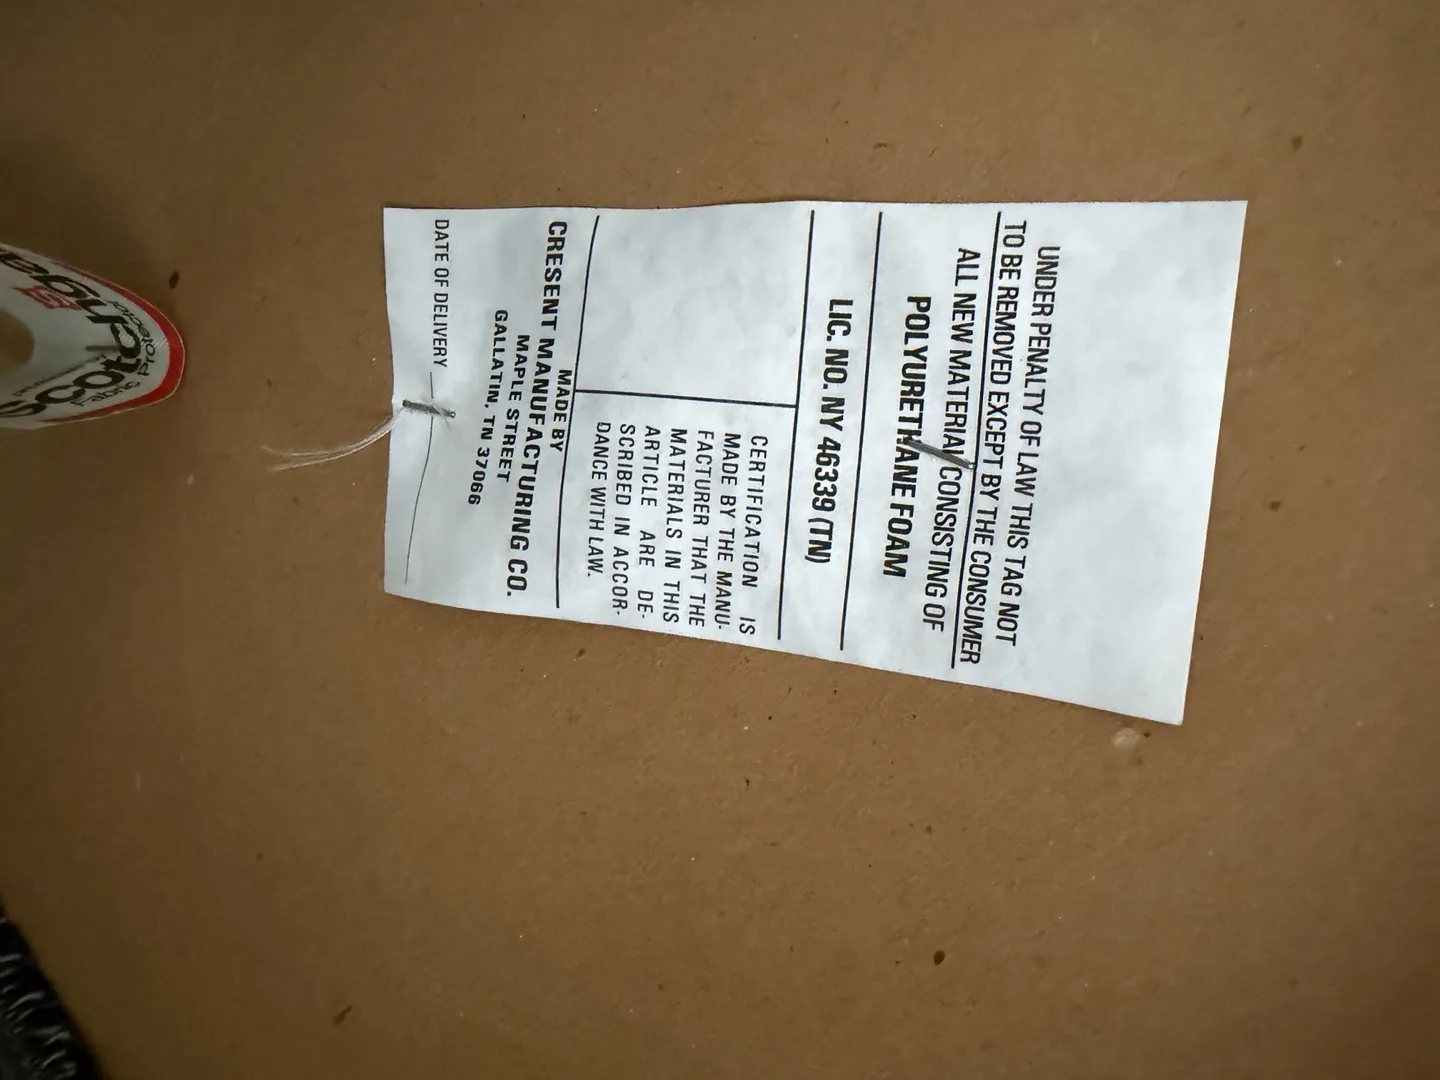 UNDER PENALTY OF LAW THIS TAG NOT
TO BE REMOVED EXCEPT BY THE CONSUMER
ALL NEW MATERIAL CONSISTING OF
POLYURETHANE FOAM
LIC. NO. NY 46339 (TN)
CERTIFICATION IS
MADE BY THE MANU-
FACTURER THAT THE
MATERIALS IN THIS
ARTICLE ARE DE-
SCRIBED IN ACCOR-
DANCE WITH LAW.
MADE BY
CRESENT MANUFACTURING CO.
MAPLE STREET
GALLATIN, TN 37066
DATE OF DELIVERY
Protector